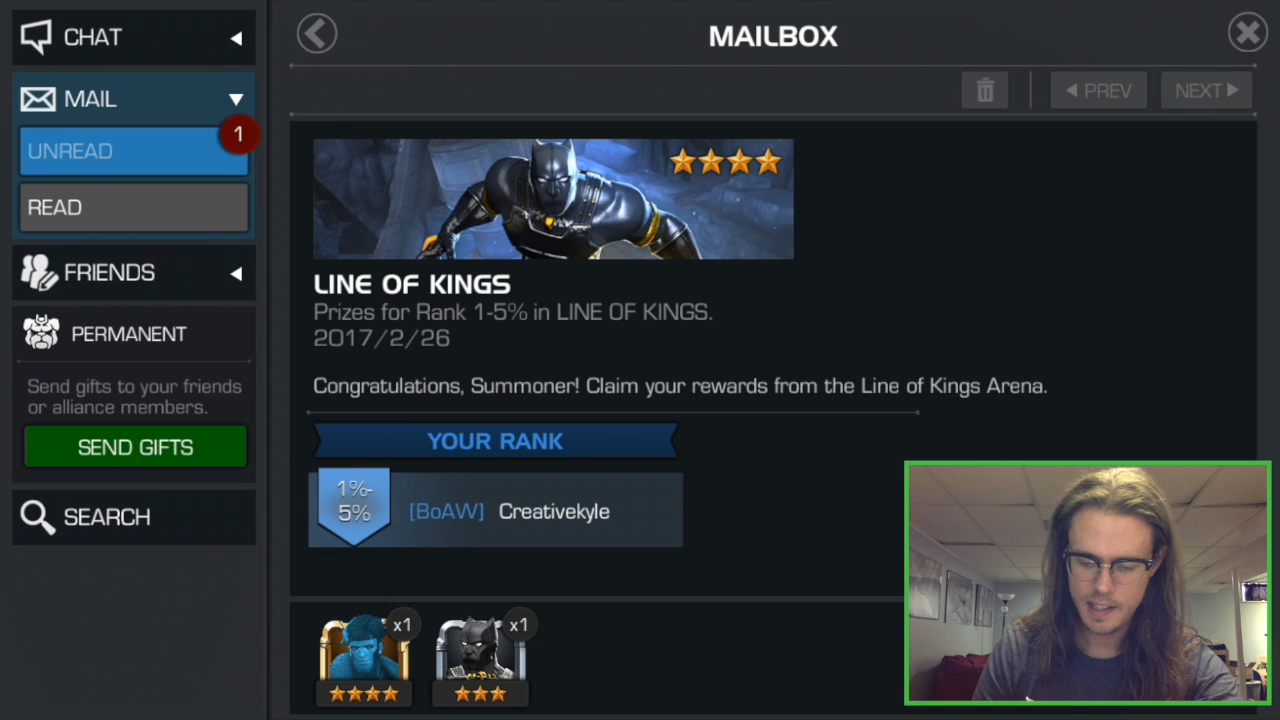 CHAT
MAIL
1
UNREAD
READ
FRIENDS
PERMANENT
Send gifts to your friends
or alliance members.
SEND GIFTS
SEARCH
MAILBOX
PREV
NEXT
LINE OF KINGS
Prizes for Rank 1-5% in LINE OF KINGS.
2017/2/26
Congratulations, Summoner! Claim your rewards from the Line of Kings Arena.
YOUR RANK
1%-
5%
[BoAW] Creativekyle
x1
x1